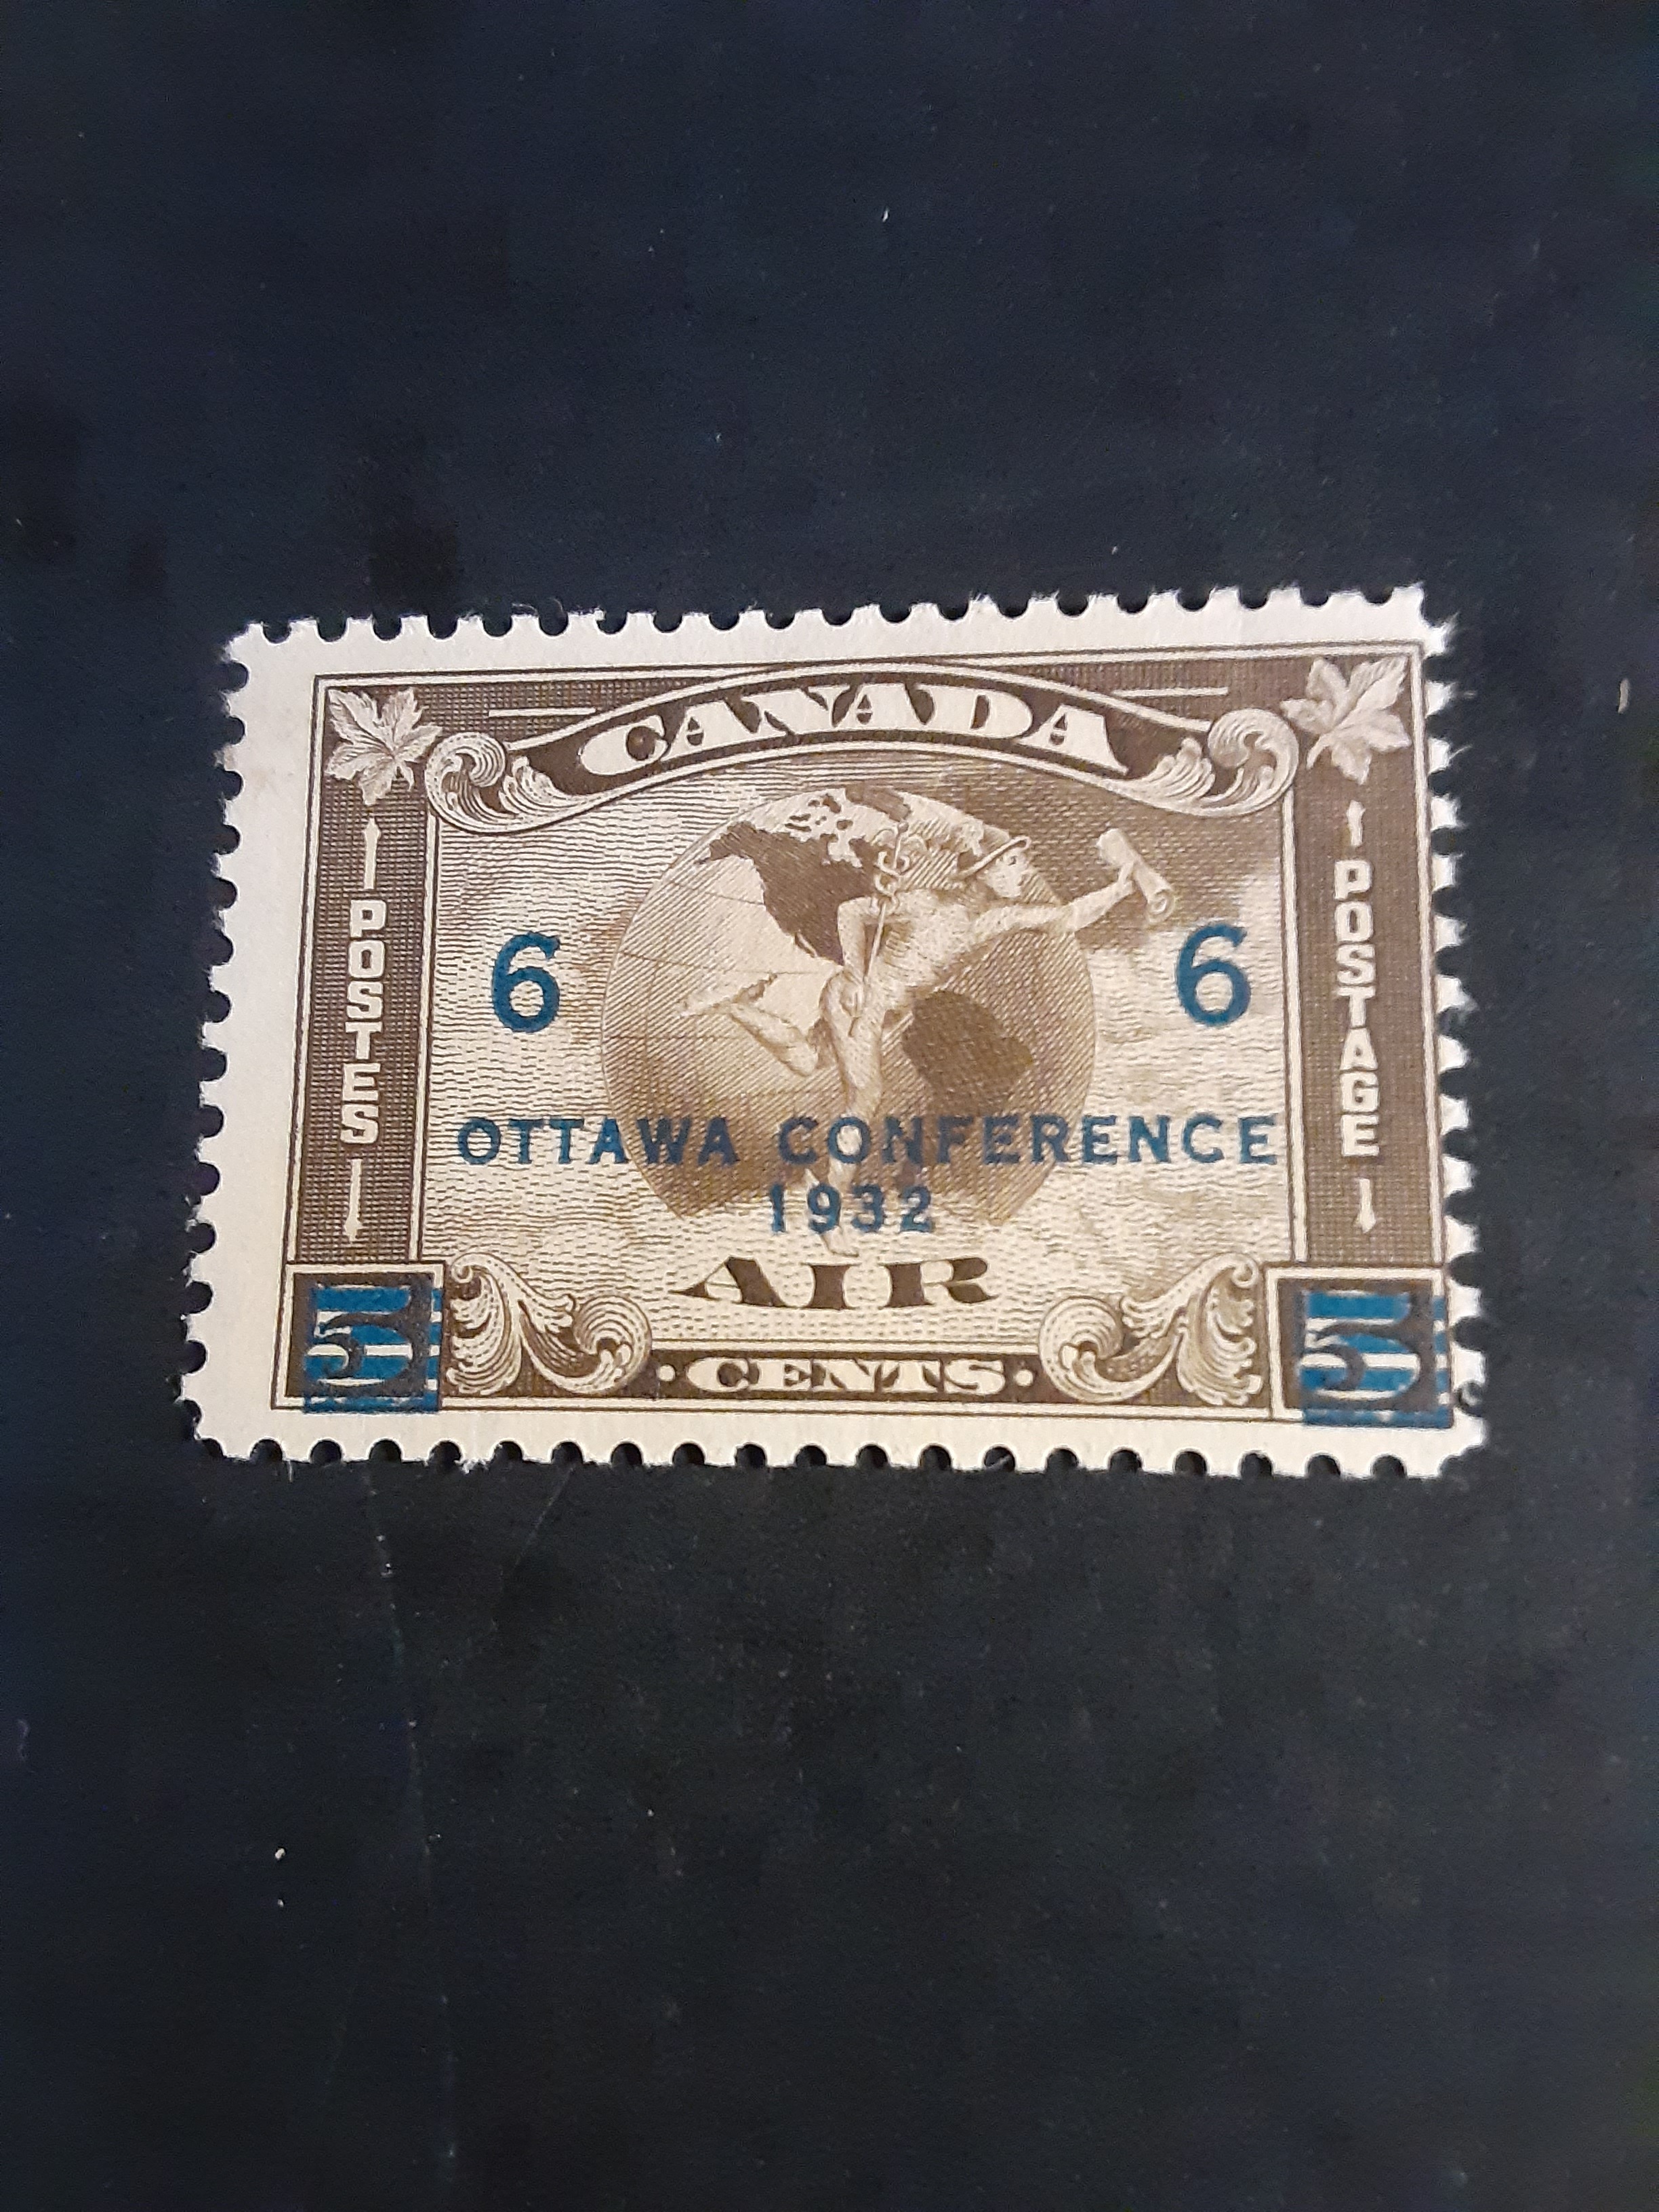 CANADA
POSTES
POSTAGE
6 6
OTTAWA CONFERENCE
1932
AIR
5 CENTS 5